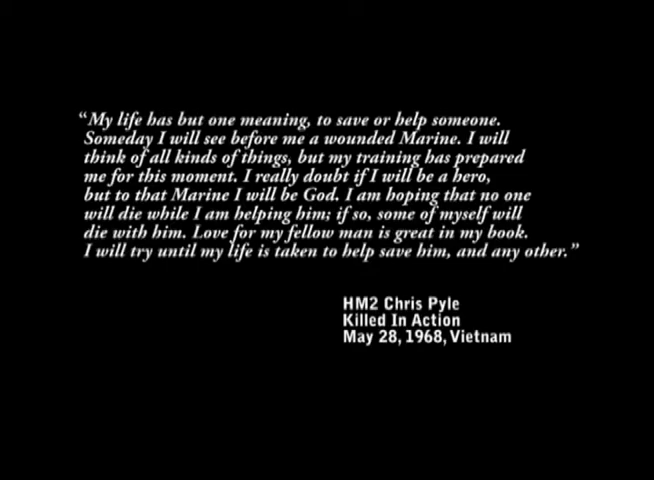 “My life has but one meaning, to save or help someone.
Someday I will see before me a wounded Marine. I will
think of all kinds of things, but my training has prepared
me for this moment. I really doubt if I will be a hero,
but to that Marine I will be God. I am hoping that no one
will die while I am helping him; if so, some of myself will
die with him. Love for my fellow man is great in my book.
I will try until my life is taken to help save him, and any other.”
HM2 Chris Pyle
Killed In Action
May 28, 1968, Vietnam